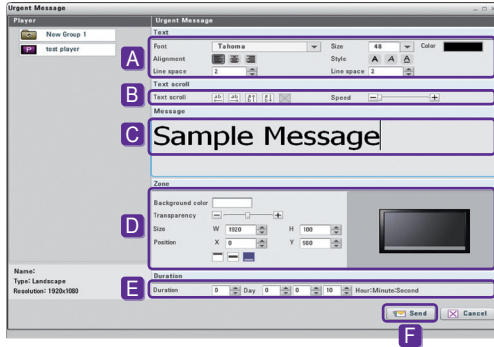 Urgent Message
Player
Urgent Message
New Group 1
test player
Text
A
Font Tahoma Size 48 Color
Alignment Style A A A
Line space 2 Line space 2
Text scroll
B
Text scroll Speed
Message
C
Sample Message
Zone
D
Background color
Transparency
Size W 1920 H 100
Position X 0 Y 980
Name:
Type: Landscape
Resolution: 1920x1080
Duration
E
Duration 0 Day 0 0 10 Hour:Minute:Second
Send Cancel
F